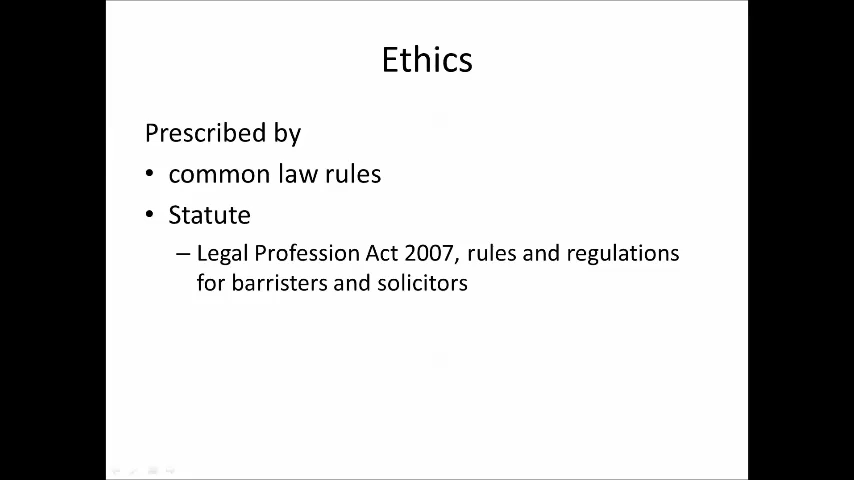 Ethics
Prescribed by
• common law rules
• Statute
– Legal Profession Act 2007, rules and regulations
for barristers and solicitors